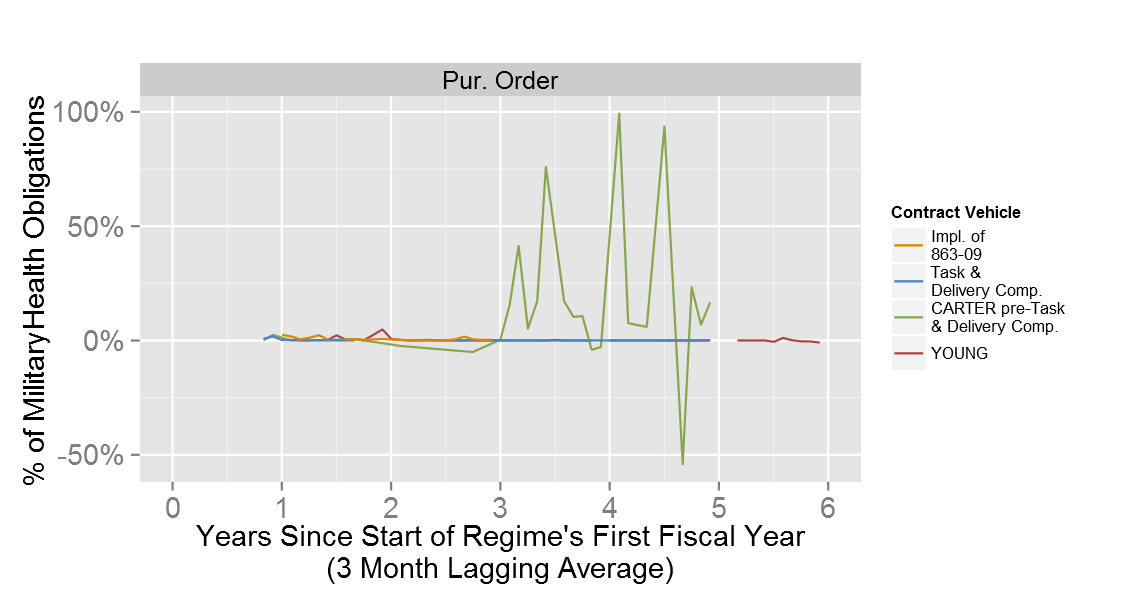 Pur. Order
% of MilitaryHealth Obligations
100%
50%
0%
-50%
0 1 2 3 4 5 6
Years Since Start of Regime's First Fiscal Year
(3 Month Lagging Average)
Contract Vehicle
Impl. of
863-09
Task &
Delivery Comp.
CARTER pre-Task
& Delivery Comp.
YOUNG